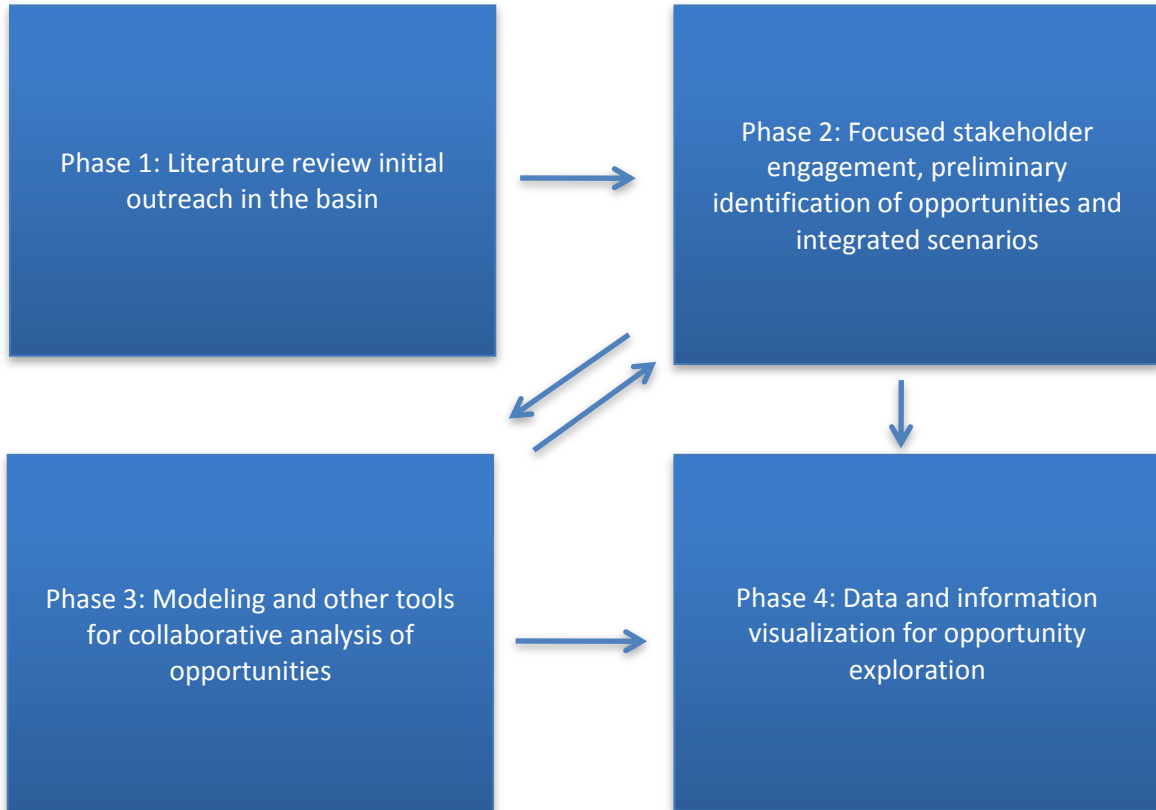 Phase 1: Literature review initial
outreach in the basin
Phase 2: Focused stakeholder
engagement, preliminary
identification of opportunities and
integrated scenarios
Phase 3: Modeling and other tools
for collaborative analysis of
opportunities
Phase 4: Data and information
visualization for opportunity
exploration